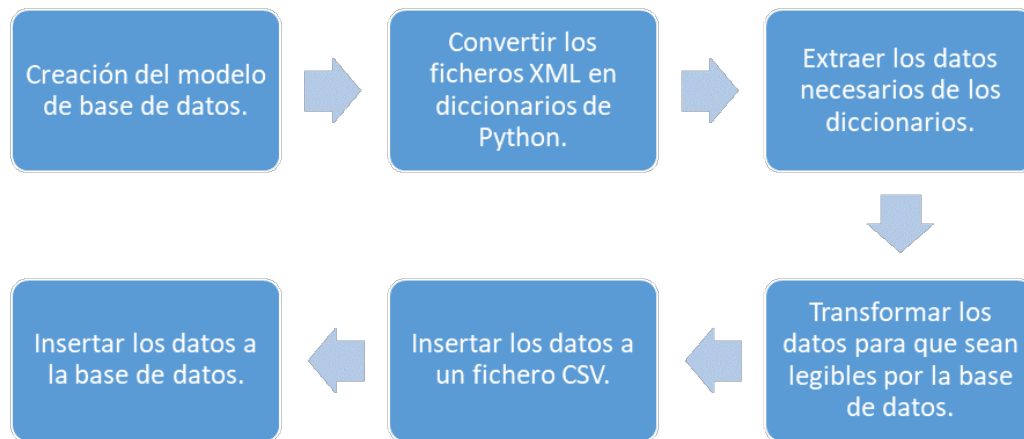 Creación del modelo
de base de datos.
Convertir los
ficheros XML en
diccionarios de
Python.
Extraer los datos
necesarios de los
diccionarios.
Transformar los
datos para que sean
legibles por la base
de datos.
Insertar los datos a
un fichero CSV.
Insertar los datos a
la base de datos.